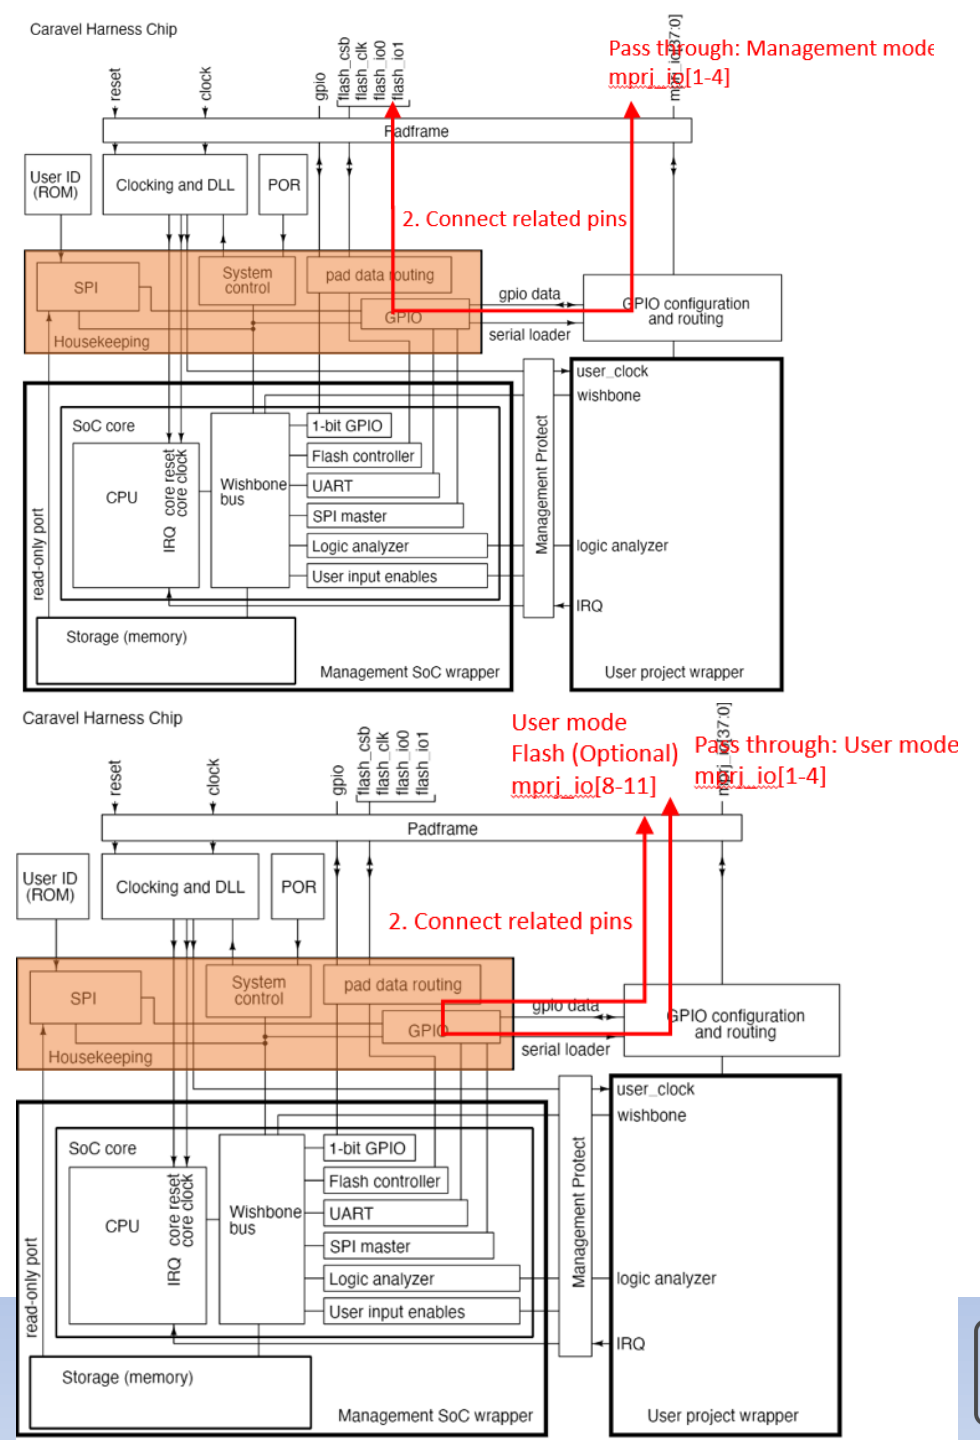 Caravel Harness Chip
reset
clock
gpio
flash_csb
flash_clk
flash_io0
flash_io1
mprj_io[37:0]
Pass through: Management mode
mprj_io[1-4]
Padframe
User ID
(ROM)
Clocking and DLL
POR
2. Connect related pins
SPI
System
control
pad data routing
GPIO
Housekeeping
gpio data
serial loader
GPIO configuration
and routing
user_clock
wishbone
SoC core
CPU
IRQ
core reset
core clock
Wishbone
bus
1-bit GPIO
Flash controller
UART
SPI master
Logic analyzer
User input enables
Management Protect
logic analyzer
IRQ
read-only port
Storage (memory)
Management SoC wrapper
User project wrapper
Caravel Harness Chip
reset
clock
gpio
flash_csb
flash_clk
flash_io0
flash_io1
User mode
Flash (Optional)
mprj_io[8-11]
mprj_io[37:0]
Pass through: User mode
mprj_io[1-4]
Padframe
User ID
(ROM)
Clocking and DLL
POR
2. Connect related pins
SPI
System
control
pad data routing
GPIO
Housekeeping
gpio data
serial loader
GPIO configuration
and routing
user_clock
wishbone
SoC core
CPU
IRQ
core reset
core clock
Wishbone
bus
1-bit GPIO
Flash controller
UART
SPI master
Logic analyzer
User input enables
Management Protect
logic analyzer
IRQ
read-only port
Storage (memory)
Management SoC wrapper
User project wrapper